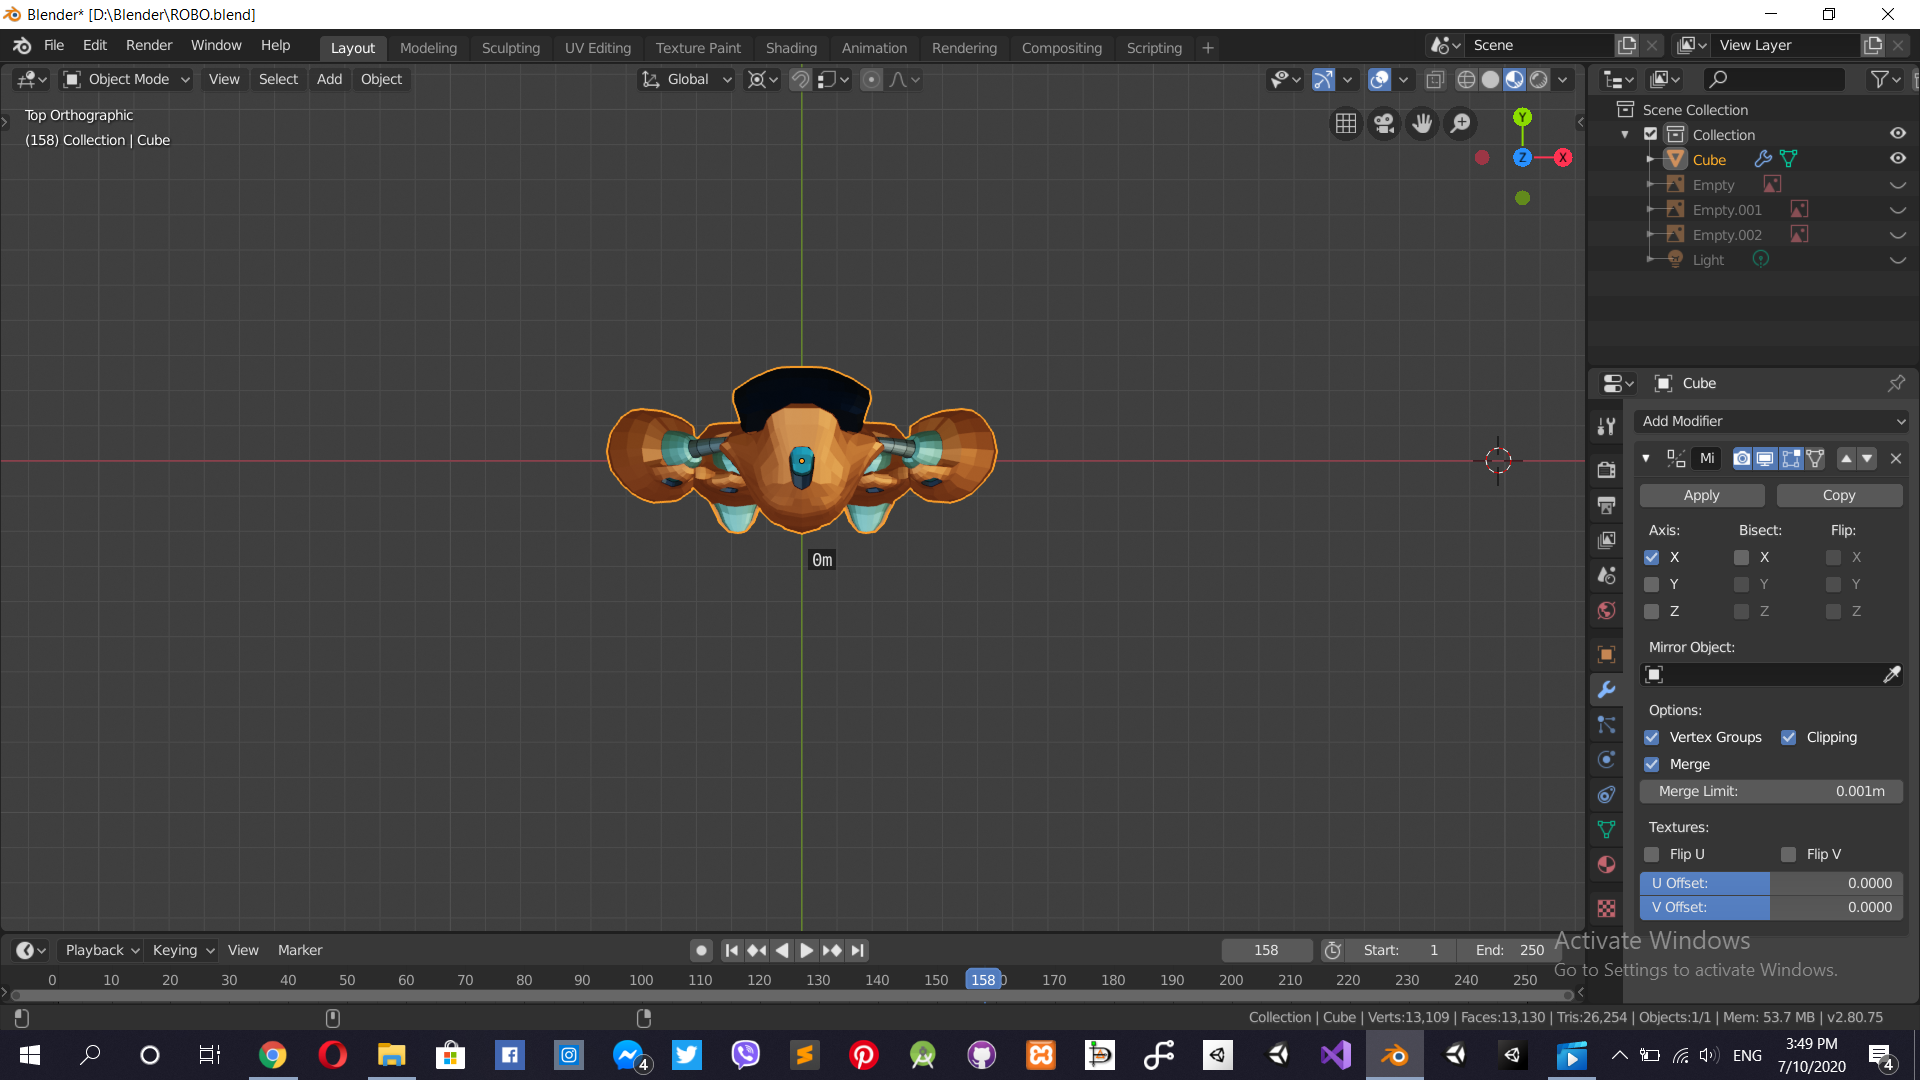 Blender* [D:\Blender\ROBO.blend]
File Edit Render Window Help Layout Modeling Sculpting UV Editing Texture Paint Shading Animation Rendering Compositing Scripting + Scene View Layer
Object Mode View Select Add Object Global
Top Orthographic
(158) Collection | Cube
Y
Z X
Scene Collection
Collection
Cube
Empty
Empty.001
Empty.002
Light
Cube
Add Modifier
Mi
Apply Copy
Axis: Bisect: Flip:
X X X
Y Y Y
Z Z Z
Mirror Object:
Options:
Vertex Groups Clipping
Merge
Merge Limit: 0.001m
Textures:
Flip U Flip V
U Offset: 0.0000
V Offset: 0.0000
0m
Activate Windows
Go to Settings to activate Windows.
Playback Keying View Marker 158 Start: 1 End: 250
0 10 20 30 40 50 60 70 80 90 100 110 120 130 140 150 158 0 170 180 190 200 210 220 230 240 250
Collection | Cube | Verts:13,109 | Faces:13,130 | Tris:26,254 | Objects:1/1 | Mem: 53.7 MB | v2.80.75
4 ENG 3:49 PM
7/10/2020 4